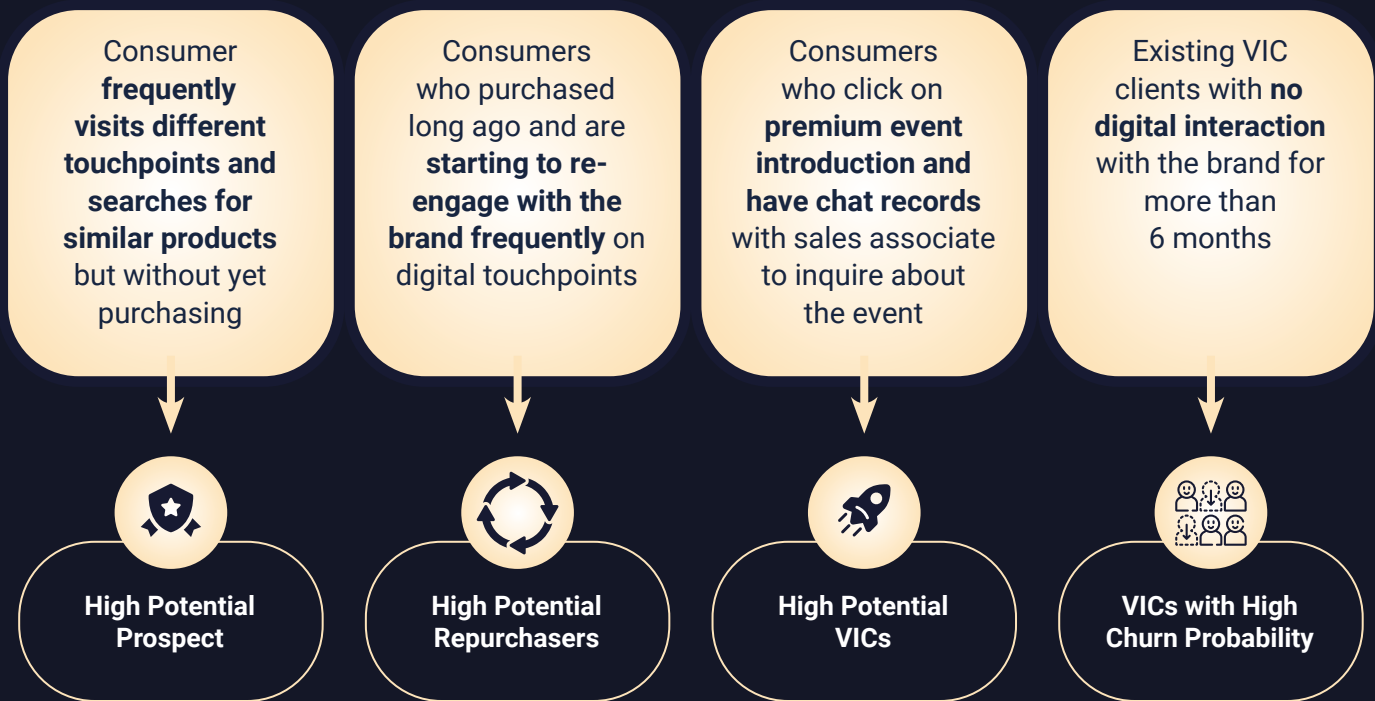 Consumer
frequently
visits different
touchpoints and
searches for
similar products
but without yet
purchasing
Consumers
who purchased
long ago and are
starting to re-
engage with the
brand frequently on
digital touchpoints
Consumers
who click on
premium event
introduction and
have chat records
with sales associate
to inquire about
the event
Existing VIC
clients with no
digital interaction
with the brand for
more than
6 months
High Potential
Prospect
High Potential
Repurchasers
High Potential
VICs
VICs with High
Churn Probability